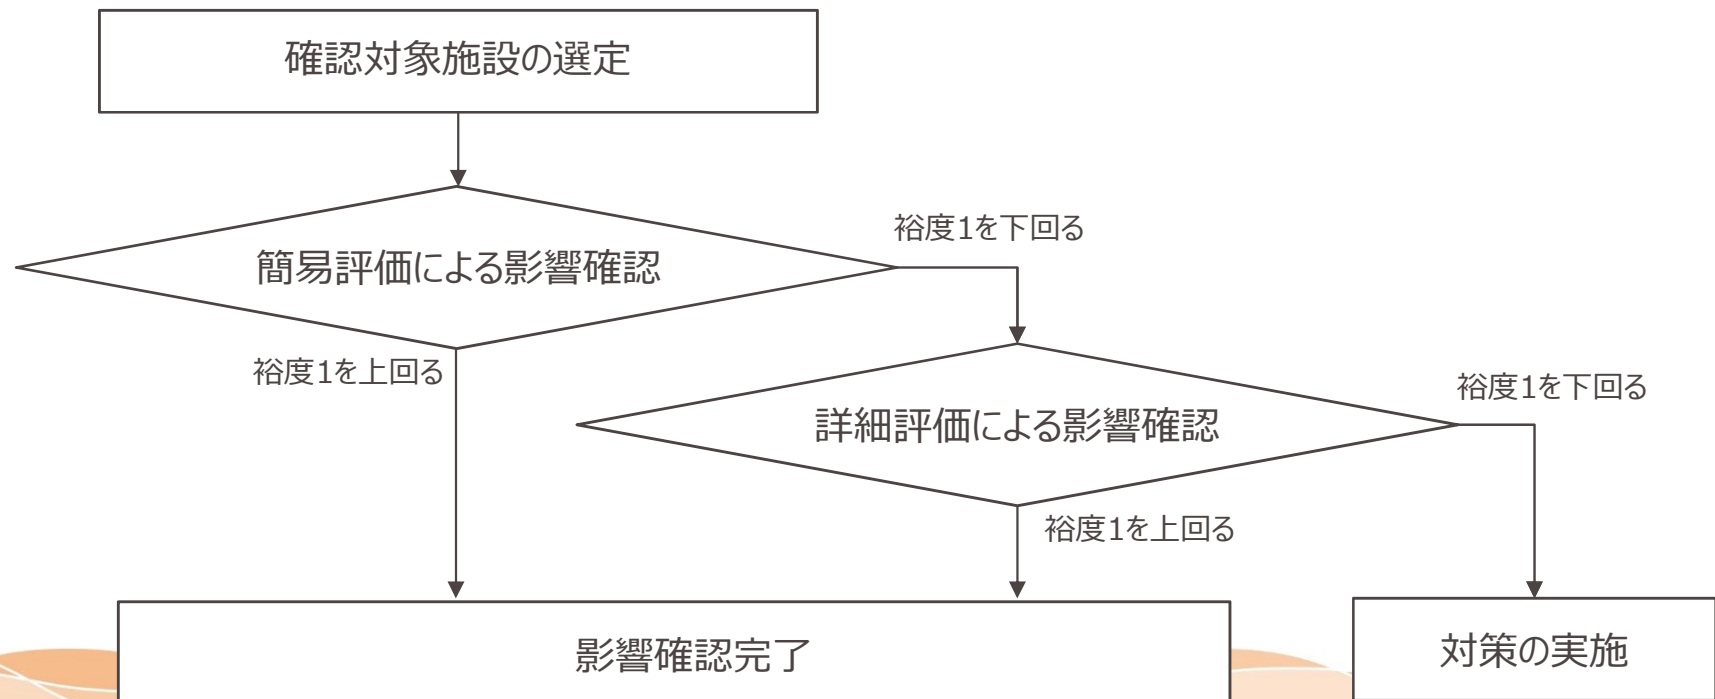 確認対象施設の選定
裕度1を下回る
簡易評価による影響確認
裕度1を上回る
裕度1を下回る
詳細評価による影響確認
裕度1を上回る
影響確認完了
対策の実施